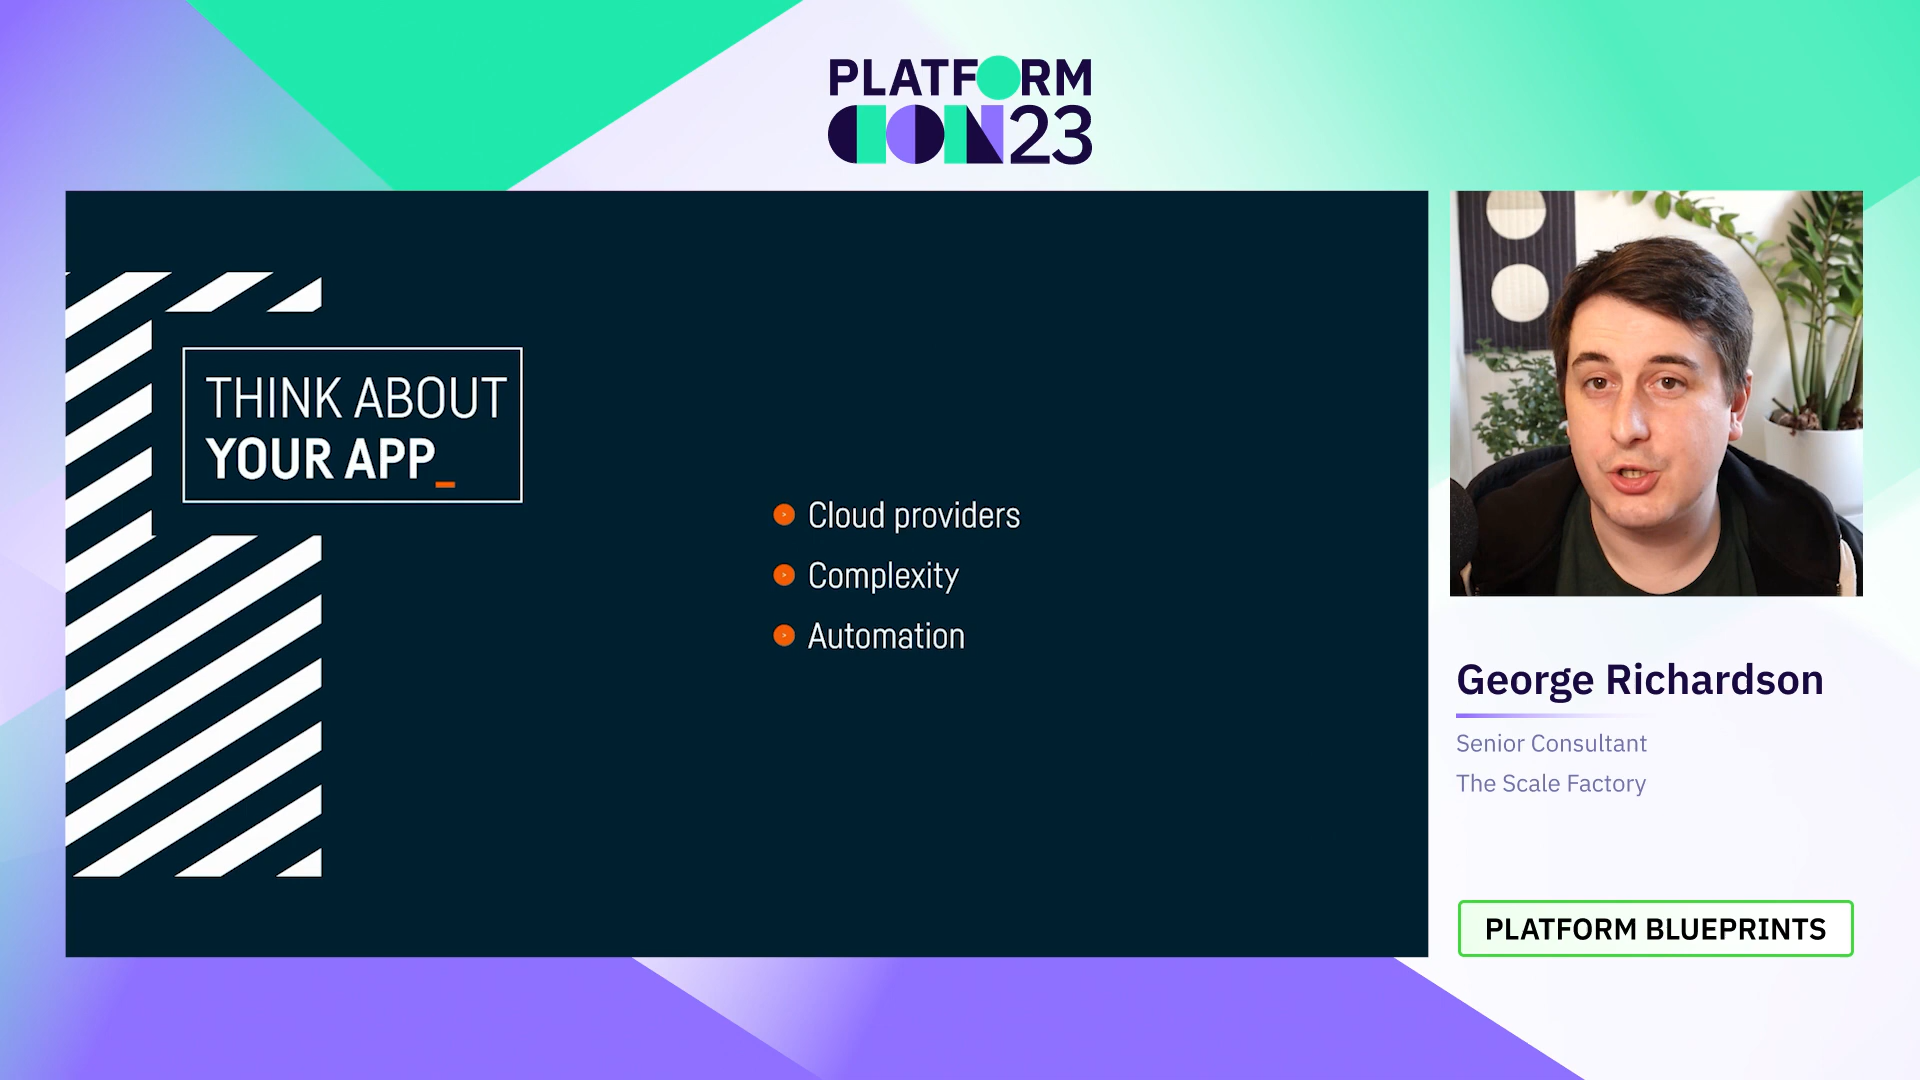 PLATFORM
CON23
THINK ABOUT
YOUR APP_
Cloud providers
Complexity
Automation
George Richardson
Senior Consultant
The Scale Factory
PLATFORM BLUEPRINTS